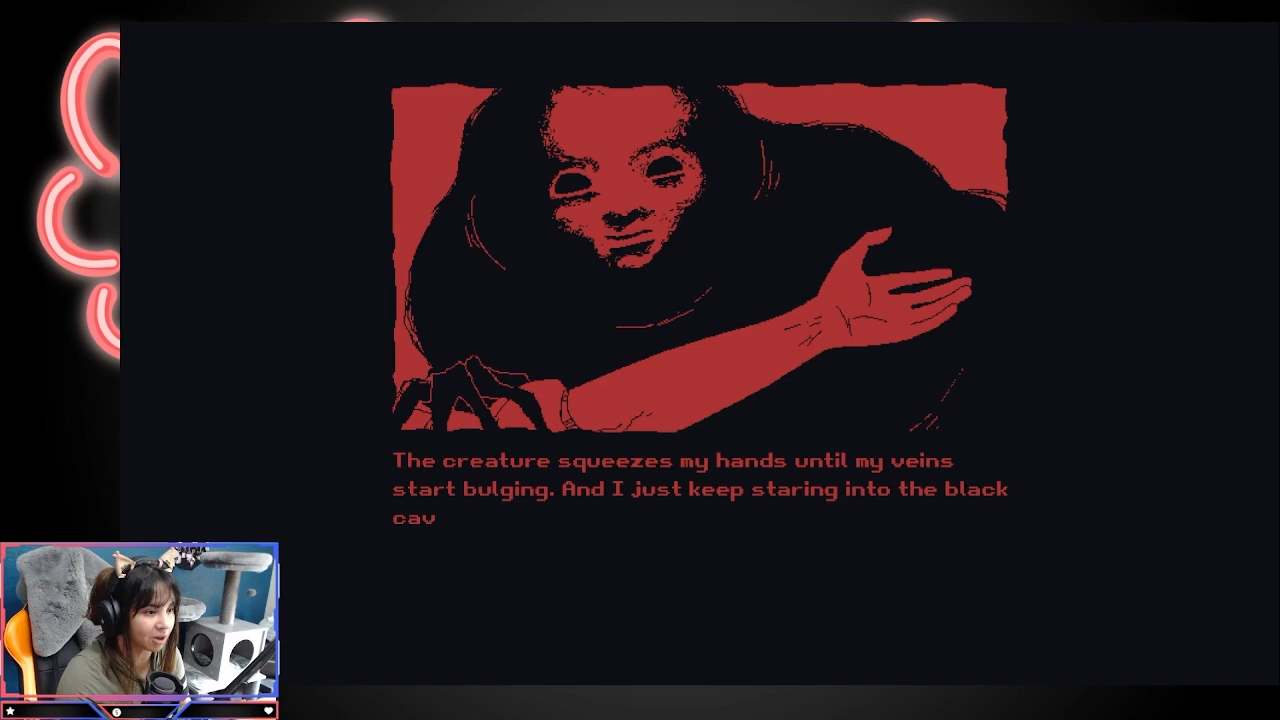 The creature squeezes my hands until my veins
start bulging. And I just keep staring into the black
cav